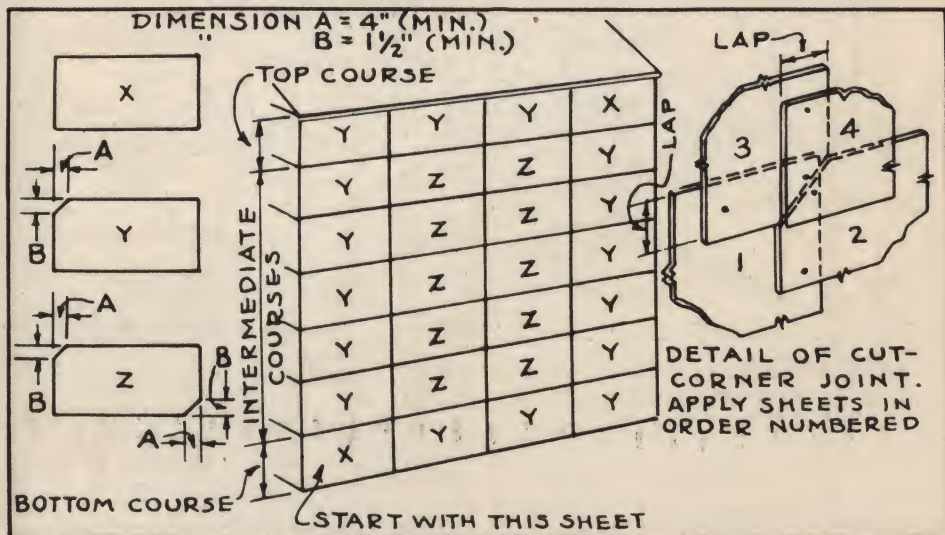 DIMENSION A = 4" (MIN.)
" B = 1½" (MIN.)
TOP COURSE
LAP
X
A
B
Y
A
B
Z
B
A
INTERMEDIATE
COURSES
Y Y Y X
Y Z Z Y
Y Z Z Y
Y Z Z Y
Y Z Z Y
Y Z Z Y
X Y Y Y
LAP
3 4
1 2
DETAIL OF CUT-
CORNER JOINT.
APPLY SHEETS IN
ORDER NUMBERED
BOTTOM COURSE
START WITH THIS SHEET